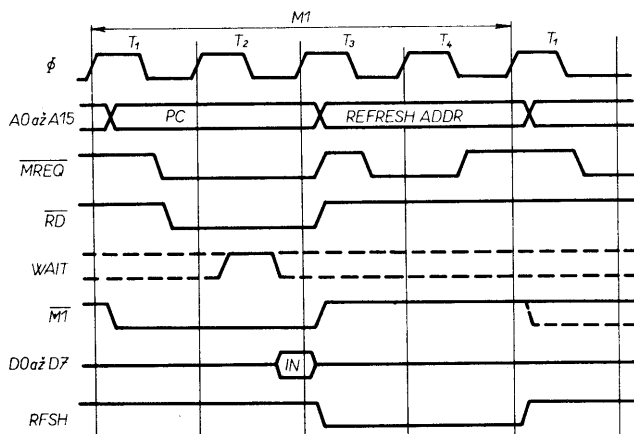 M1
T1 T2 T3 T4 T1
ϕ
A0 až A15 PC REFRESH ADDR
MREQ
RD
WAIT
M1
D0 až D7 IN
RFSH